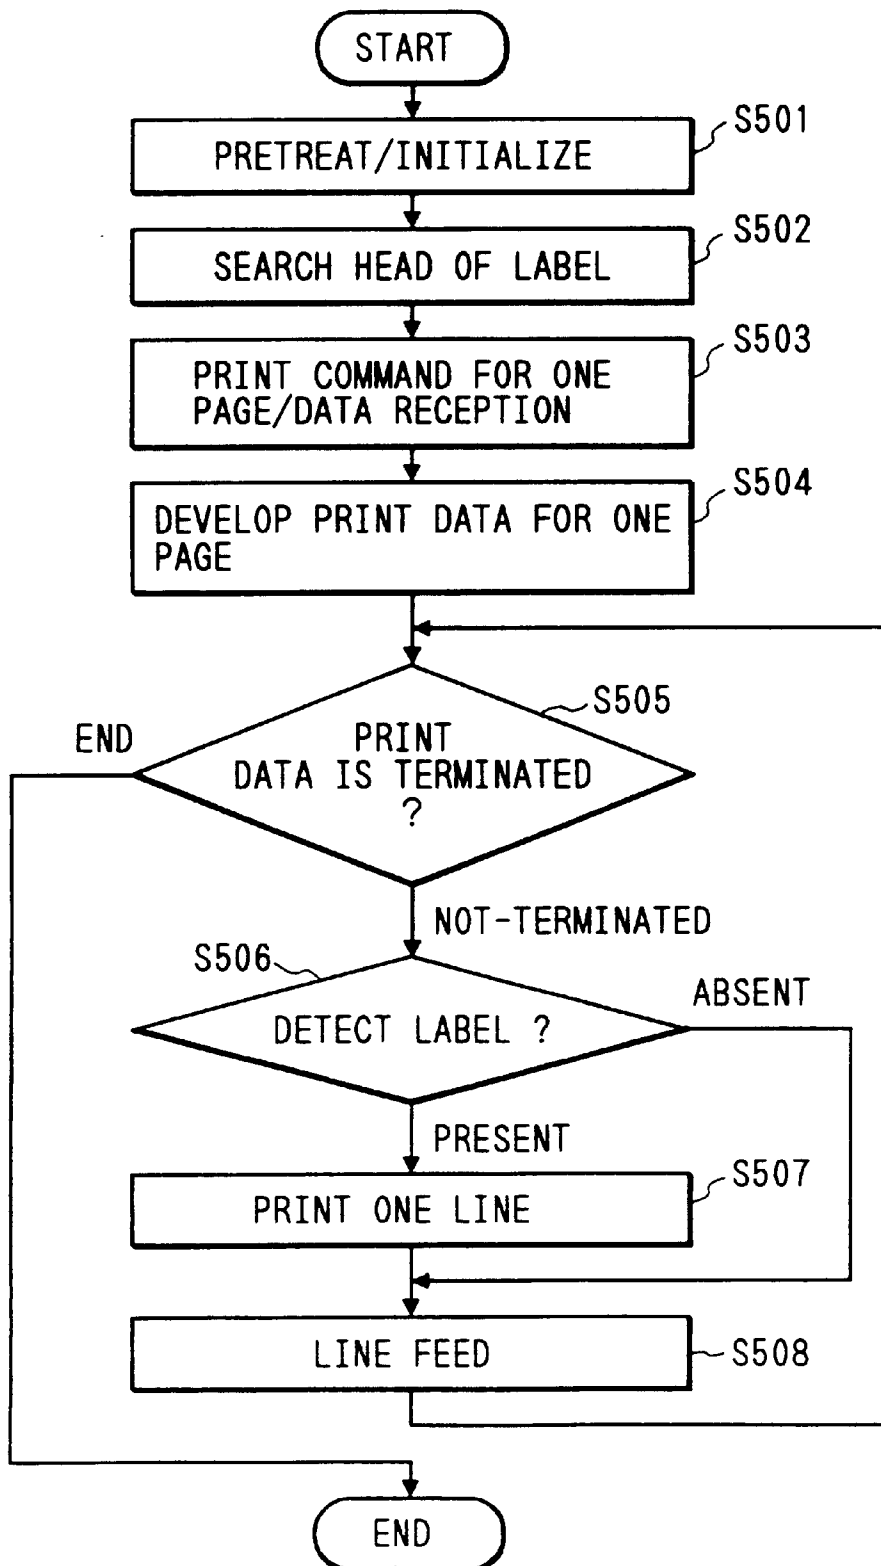 START
S501
PRETREAT/INITIALIZE
S502
SEARCH HEAD OF LABEL
S503
PRINT COMMAND FOR ONE
PAGE/DATA RECEPTION
S504
DEVELOP PRINT DATA FOR ONE
PAGE
S505
END
PRINT
DATA IS TERMINATED
?
NOT-TERMINATED
S506
ABSENT
DETECT LABEL ?
PRESENT
S507
PRINT ONE LINE
LINE FEED
S508
END